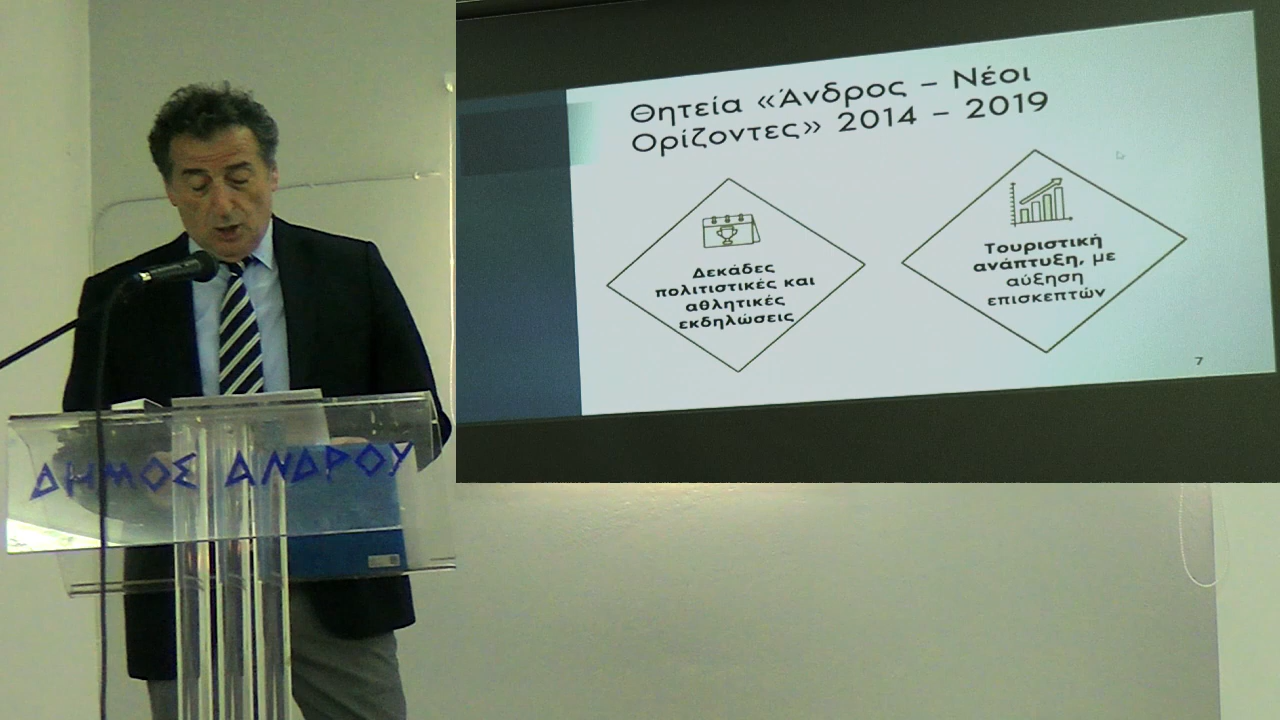 Θητεία «Άνδρος – Νέοι
Ορίζοντες» 2014 – 2019
Δεκάδες
πολιτιστικές και
αθλητικές
εκδηλώσεις
Τουριστική
ανάπτυξη, με
αύξηση
επισκεπτών
7
ΔΗΜΟΣ ΑΝΔΡΟΥ